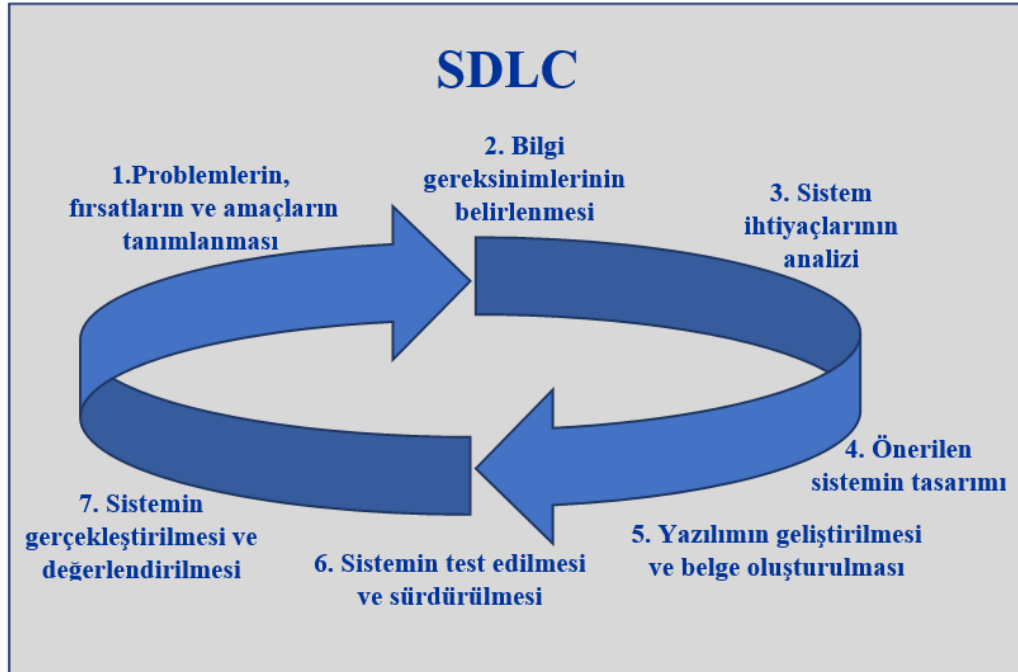 SDLC
1.Problemlerin,
fırsatların ve amaçların
tanımlanması
2. Bilgi
gereksinimlerinin
belirlenmesi
3. Sistem
ihtiyaçlarının
analizi
4. Önerilen
sistemin tasarımı
5. Yazılımın geliştirilmesi
ve belge oluşturulması
6. Sistemin test edilmesi
ve sürdürülmesi
7. Sistemin
gerçekleştirilmesi ve
değerlendirilmesi